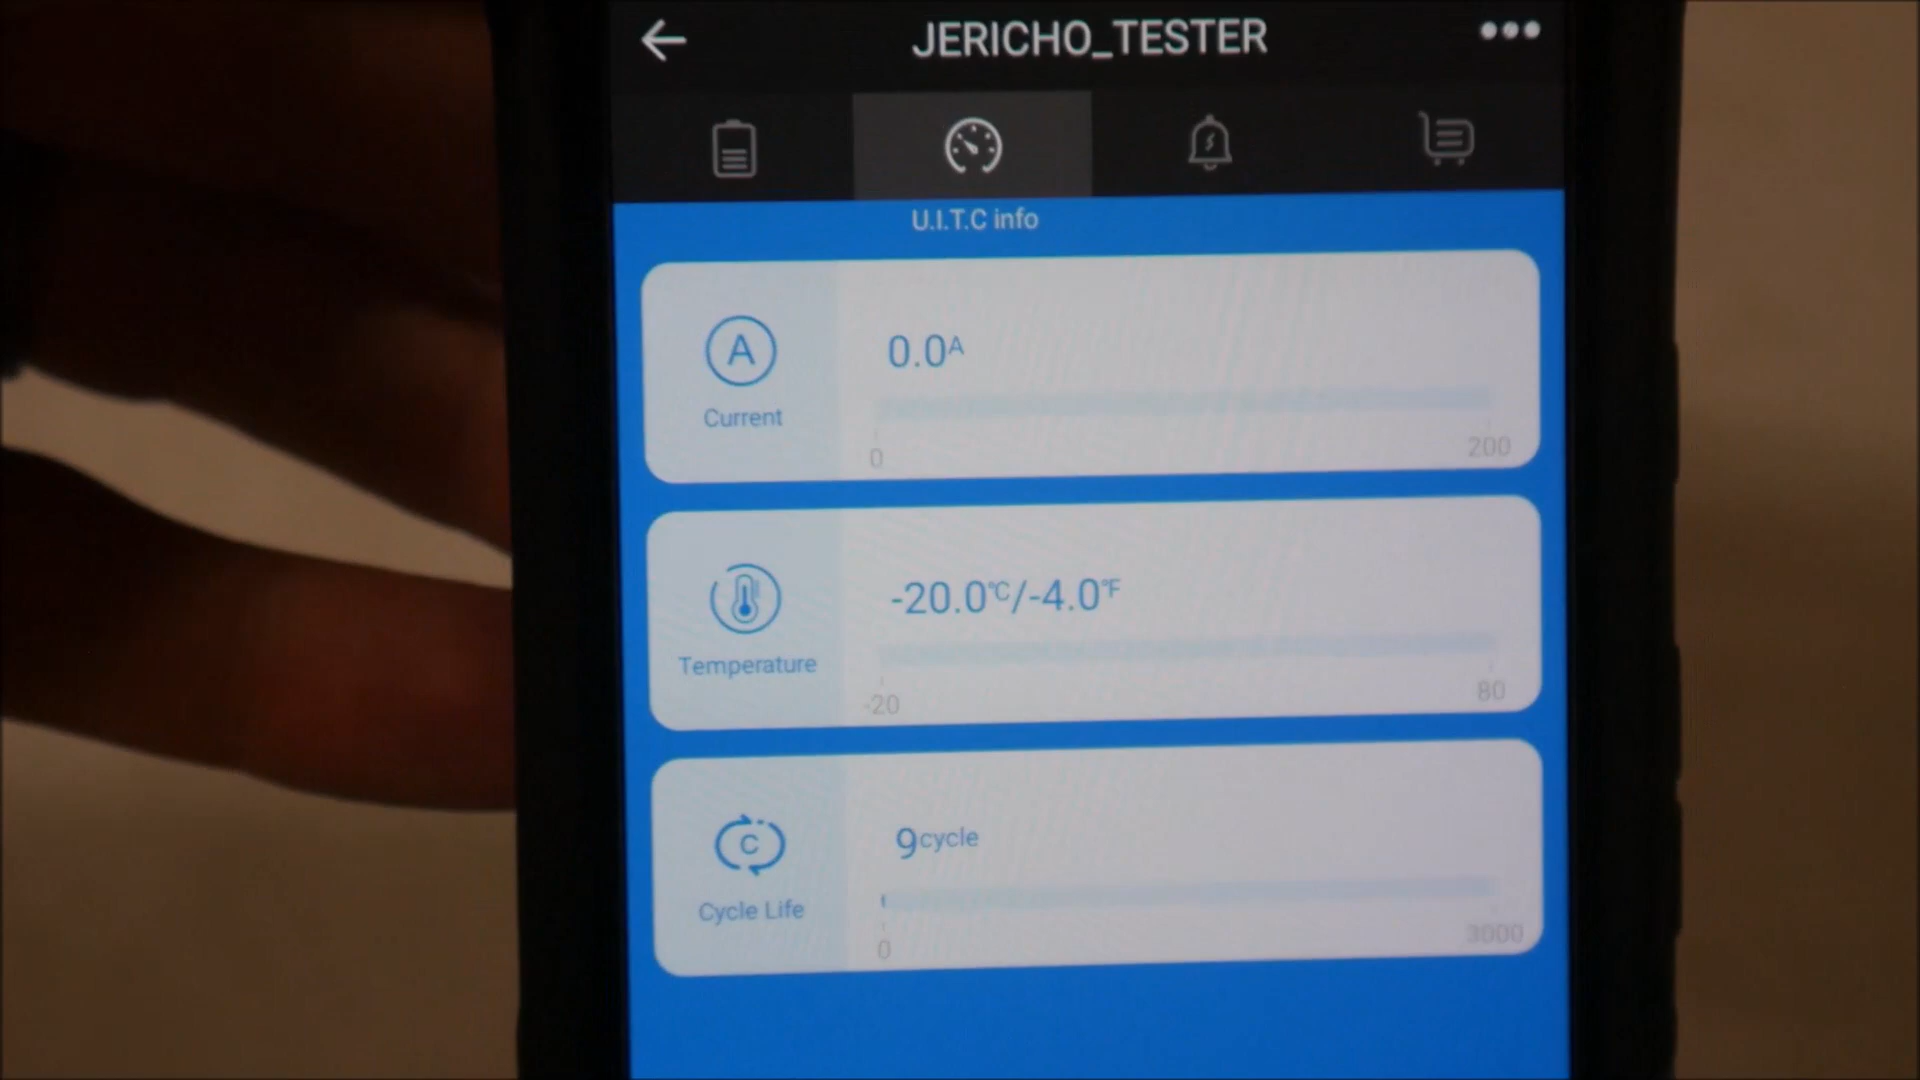 JERICHO_TESTER
U.I.T.C info
A
Current
0.0A
0
200
Temperature
-20.0℃/-4.0℉
-20
80
C
Cycle Life
9cycle
0
3000